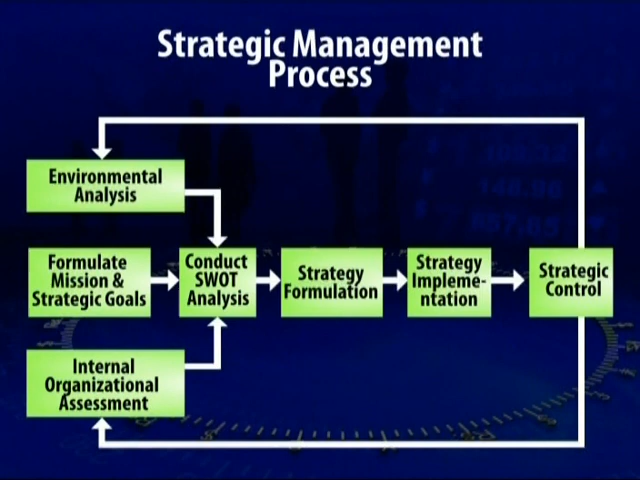 Strategic Management
Process
Environmental
Analysis
Formulate
Mission &
Strategic Goals
Conduct
SWOT
Analysis
Strategy
Formulation
Strategy
Impleme-
ntation
Strategic
Control
Internal
Organizational
Assessment